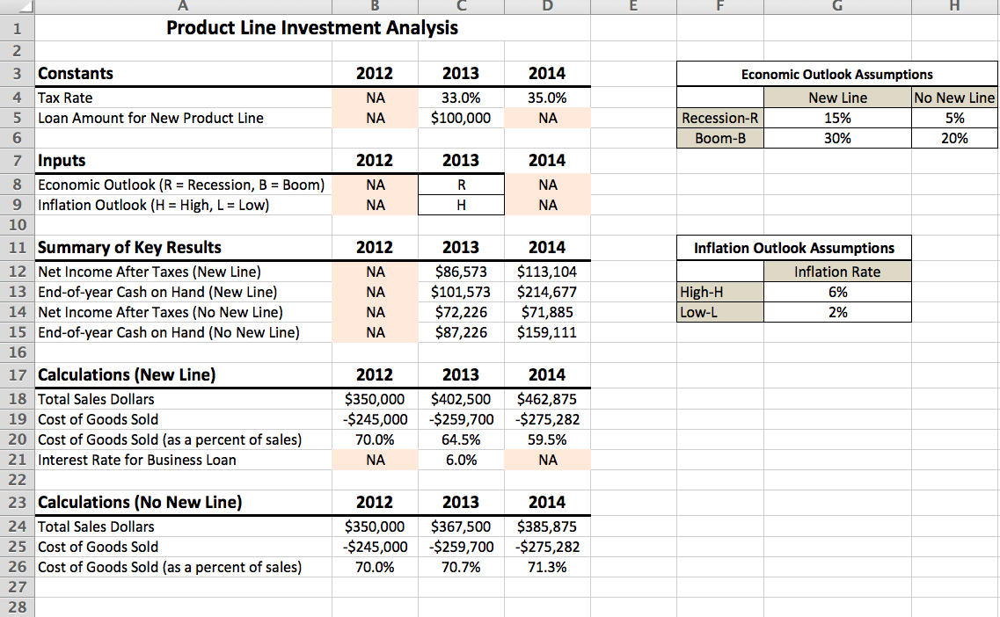 A B C D E F G H
1 Product Line Investment Analysis
2
3 Constants 2012 2013 2014 Economic Outlook Assumptions
4 Tax Rate NA 33.0% 35.0% New Line No New Line
5 Loan Amount for New Product Line NA $100,000 NA Recession-R 15% 5%
6 Boom-B 30% 20%
7 Inputs 2012 2013 2014
8 Economic Outlook (R = Recession, B = Boom) NA R NA
9 Inflation Outlook (H = High, L = Low) NA H NA
10
11 Summary of Key Results 2012 2013 2014 Inflation Outlook Assumptions
12 Net Income After Taxes (New Line) NA $86,573 $113,104 Inflation Rate
13 End-of-year Cash on Hand (New Line) NA $101,573 $214,677 High-H 6%
14 Net Income After Taxes (No New Line) NA $72,226 $71,885 Low-L 2%
15 End-of-year Cash on Hand (No New Line) NA $87,226 $159,111
16
17 Calculations (New Line) 2012 2013 2014
18 Total Sales Dollars $350,000 $402,500 $462,875
19 Cost of Goods Sold -$245,000 -$259,700 -$275,282
20 Cost of Goods Sold (as a percent of sales) 70.0% 64.5% 59.5%
21 Interest Rate for Business Loan NA 6.0% NA
22
23 Calculations (No New Line) 2012 2013 2014
24 Total Sales Dollars $350,000 $367,500 $385,875
25 Cost of Goods Sold -$245,000 -$259,700 -$275,282
26 Cost of Goods Sold (as a percent of sales) 70.0% 70.7% 71.3%
27
28